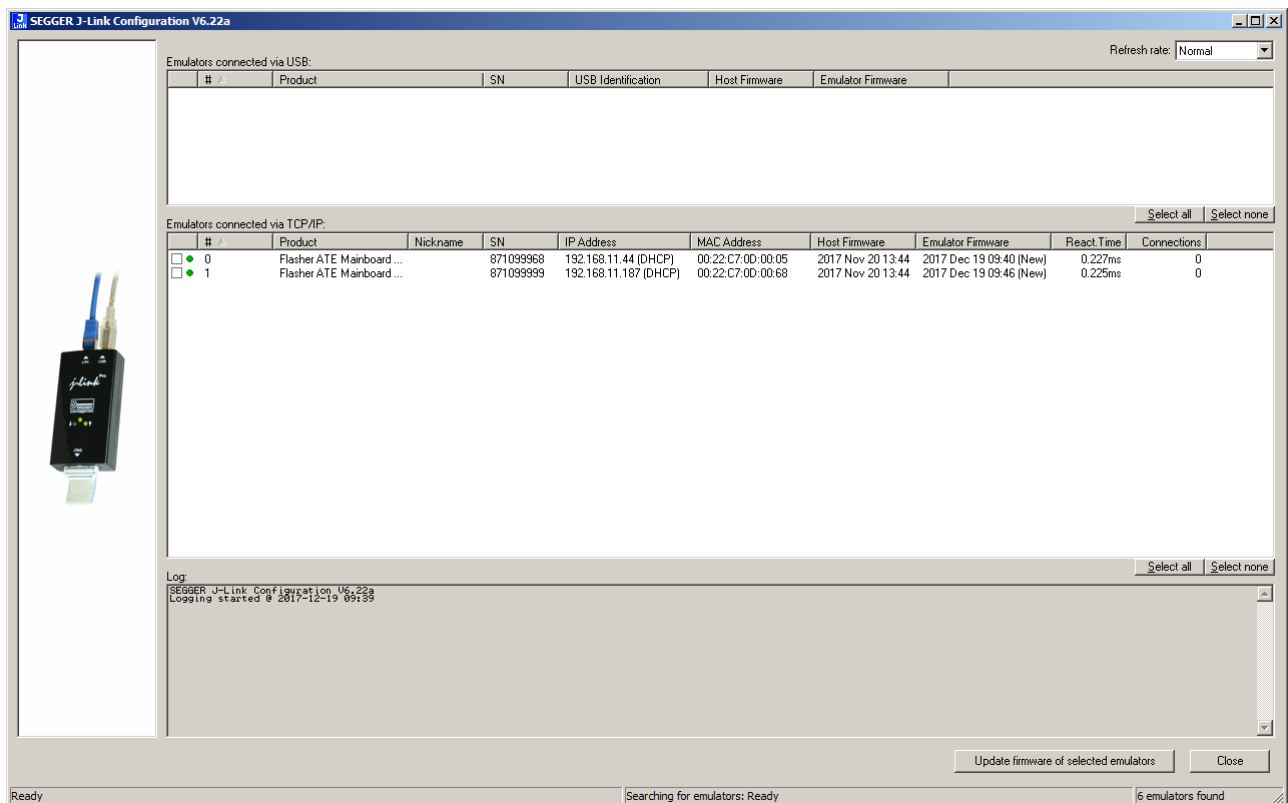 SEGGER J-Link Configuration V6.22a
Refresh rate: Normal
Emulators connected via USB:
# Product SN USB Identification Host Firmware Emulator Firmware
Select all Select none
Emulators connected via TCP/IP:
# Product Nickname SN IP Address MAC Address Host Firmware Emulator Firmware React.Time Connections
0 Flasher ATE Mainboard ... 871099968 192.168.11.44 (DHCP) 00:22:C7:0D:00:05 2017 Nov 20 13:44 2017 Dec 19 09:40 (New) 0.227ms 0
1 Flasher ATE Mainboard ... 871099999 192.168.11.187 (DHCP) 00:22:C7:0D:00:68 2017 Nov 20 13:44 2017 Dec 19 09:46 (New) 0.225ms 0
J-Link
Select all Select none
Log:
SEGGER J-Link Configuration V6.22a
Logging started @ 2017-12-19 09:39
Update firmware of selected emulators Close
Ready Searching for emulators: Ready 6 emulators found